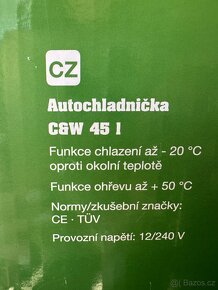 CZ
Autochladnička
C&W 45 l
Funkce chlazení až - 20 °C
oproti okolní teplotě
Funkce ohřevu až + 50 °C
Normy/zkušební značky:
CE · TÜV
Provozní napětí: 12/240 V
Bazoš.cz